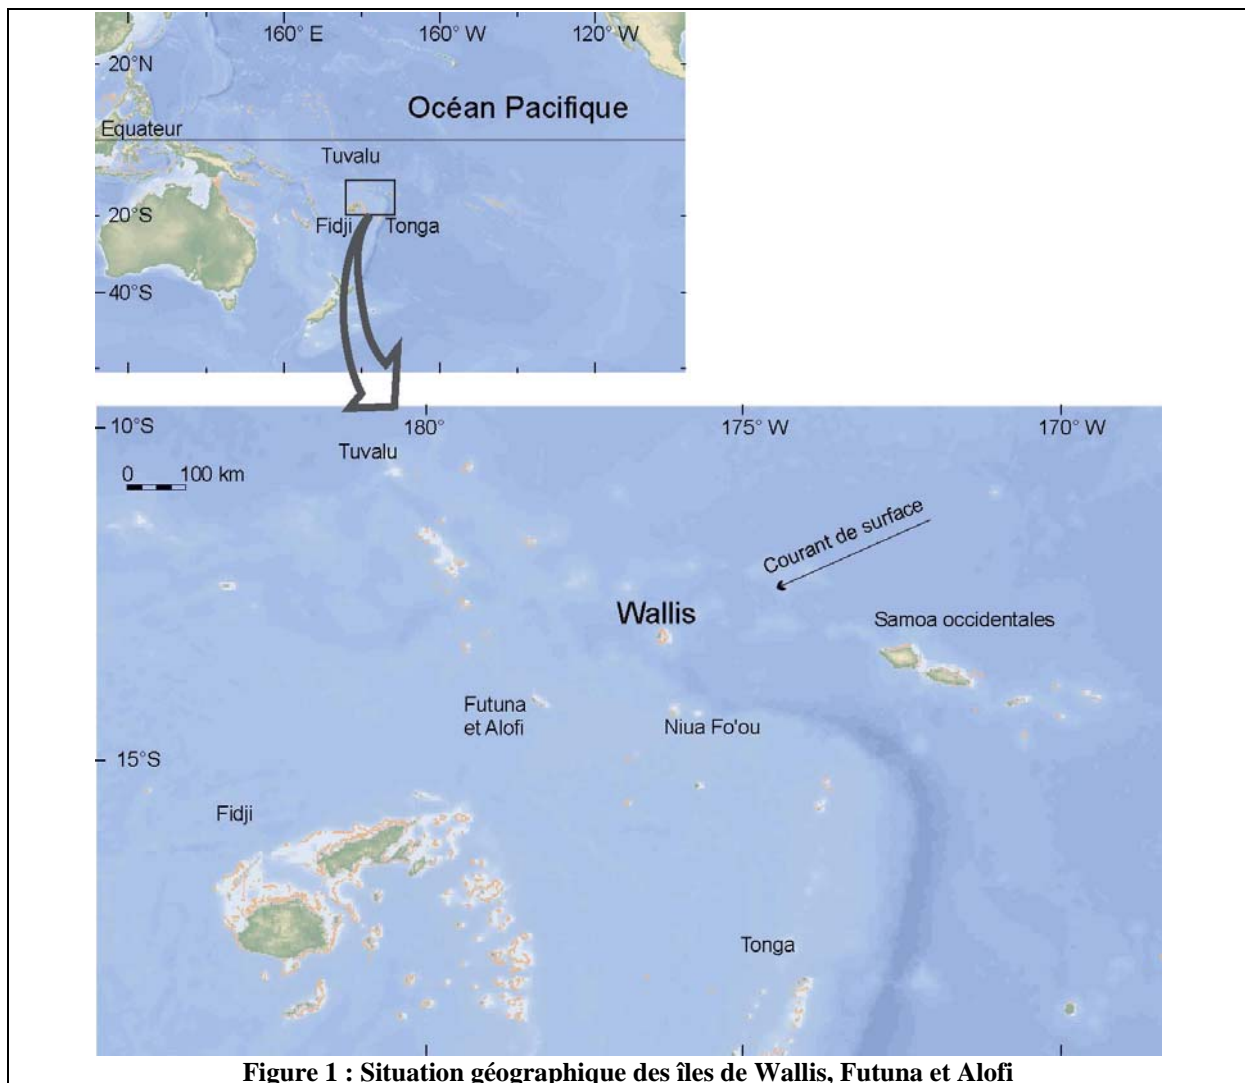 160° E
160° W
120° W
20°N
Océan Pacifique
Equateur
Tuvalu
20°S
Fidji
Tonga
40°S
10°S
180°
175° W
170° W
Tuvalu
0 100 km
Courant de surface
Wallis
Samoa occidentales
Futuna
et Alofi
Niua Fo'ou
15°S
Fidji
Tonga
Figure 1 : Situation géographique des îles de Wallis, Futuna et Alofi